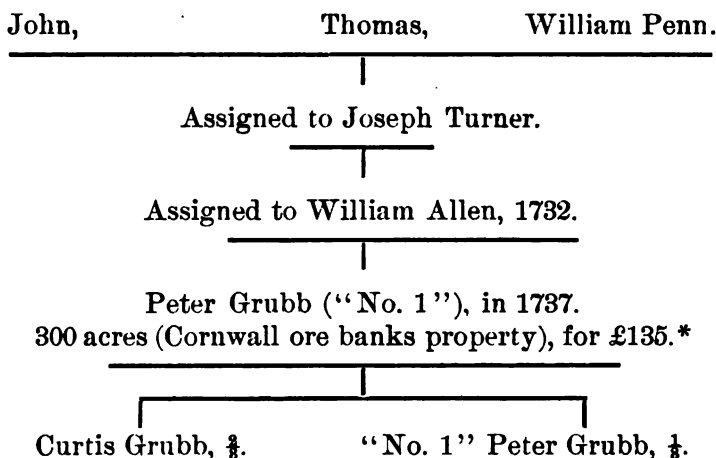 John, Thomas, William Penn.
Assigned to Joseph Turner.
Assigned to William Allen, 1732.
Peter Grubb (“No. 1”), in 1737.
300 acres (Cornwall ore banks property), for £135.*
Curtis Grubb, ⅔. “No. 1” Peter Grubb, ⅓.